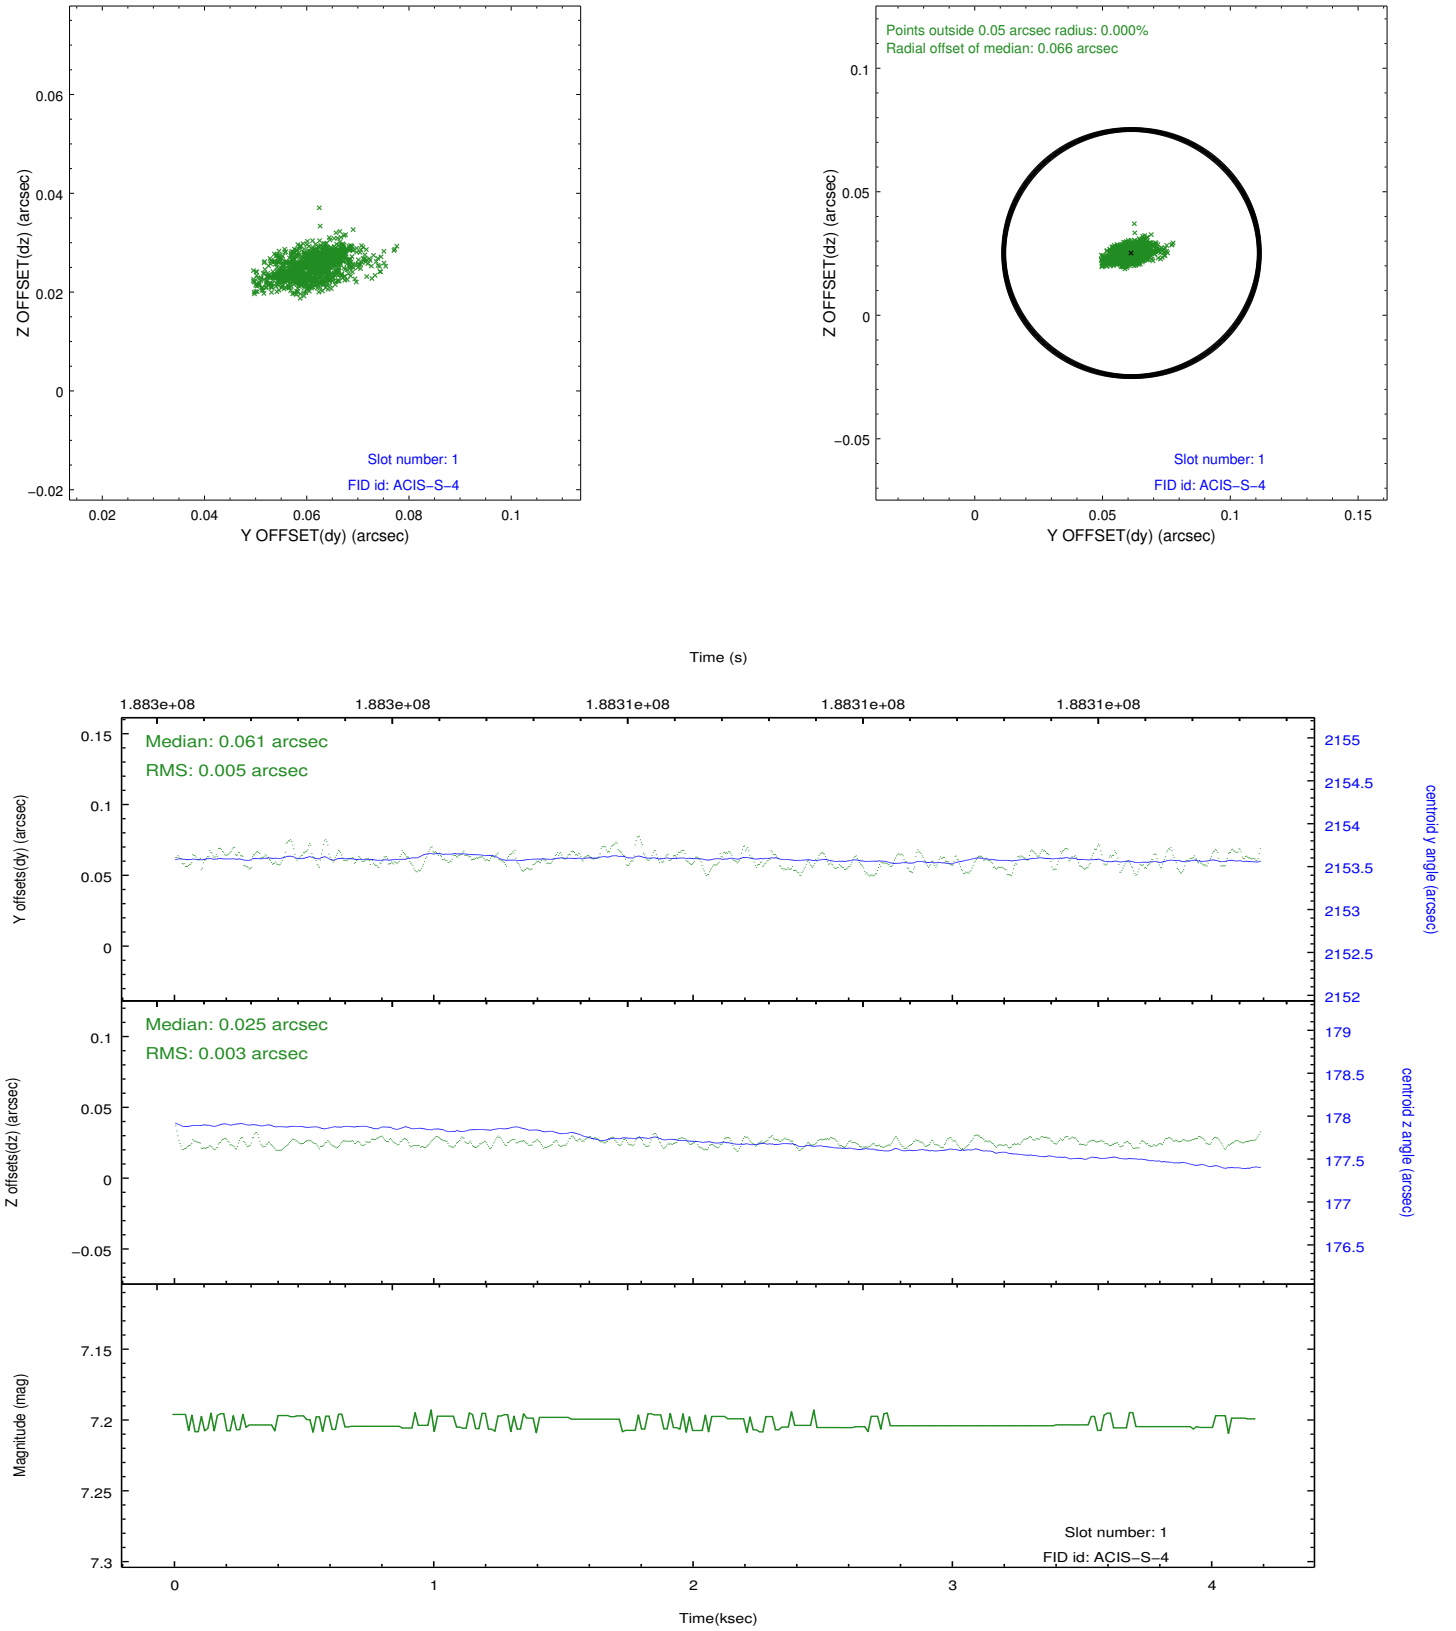 0.06
0.04
0.02
0
−0.02
Z OFFSET(dz) (arcsec)
Slot number: 1
FID id: ACIS−S−4
0.02 0.04 0.06 0.08 0.1
Y OFFSET(dy) (arcsec)
Points outside 0.05 arcsec radius: 0.000%
Radial offset of median: 0.066 arcsec
0.1
0.05
0
−0.05
Z OFFSET(dz) (arcsec)
Slot number: 1
FID id: ACIS−S−4
0 0.05 0.1 0.15
Y OFFSET(dy) (arcsec)
Time (s)
1.883e+08 1.883e+08 1.8831e+08 1.8831e+08 1.8831e+08
Median: 0.061 arcsec
RMS: 0.005 arcsec
0.15
0.1
0.05
0
Y offsets(dy) (arcsec)
2155
2154.5
2154
2153.5
2153
2152.5
2152
centroid y angle (arcsec)
Median: 0.025 arcsec
RMS: 0.003 arcsec
0.1
0.05
0
−0.05
Z offsets(dz) (arcsec)
179
178.5
178
177.5
177
176.5
centroid z angle (arcsec)
7.15
7.2
7.25
7.3
Magnitude (mag)
Slot number: 1
FID id: ACIS−S−4
0 1 2 3 4
Time(ksec)